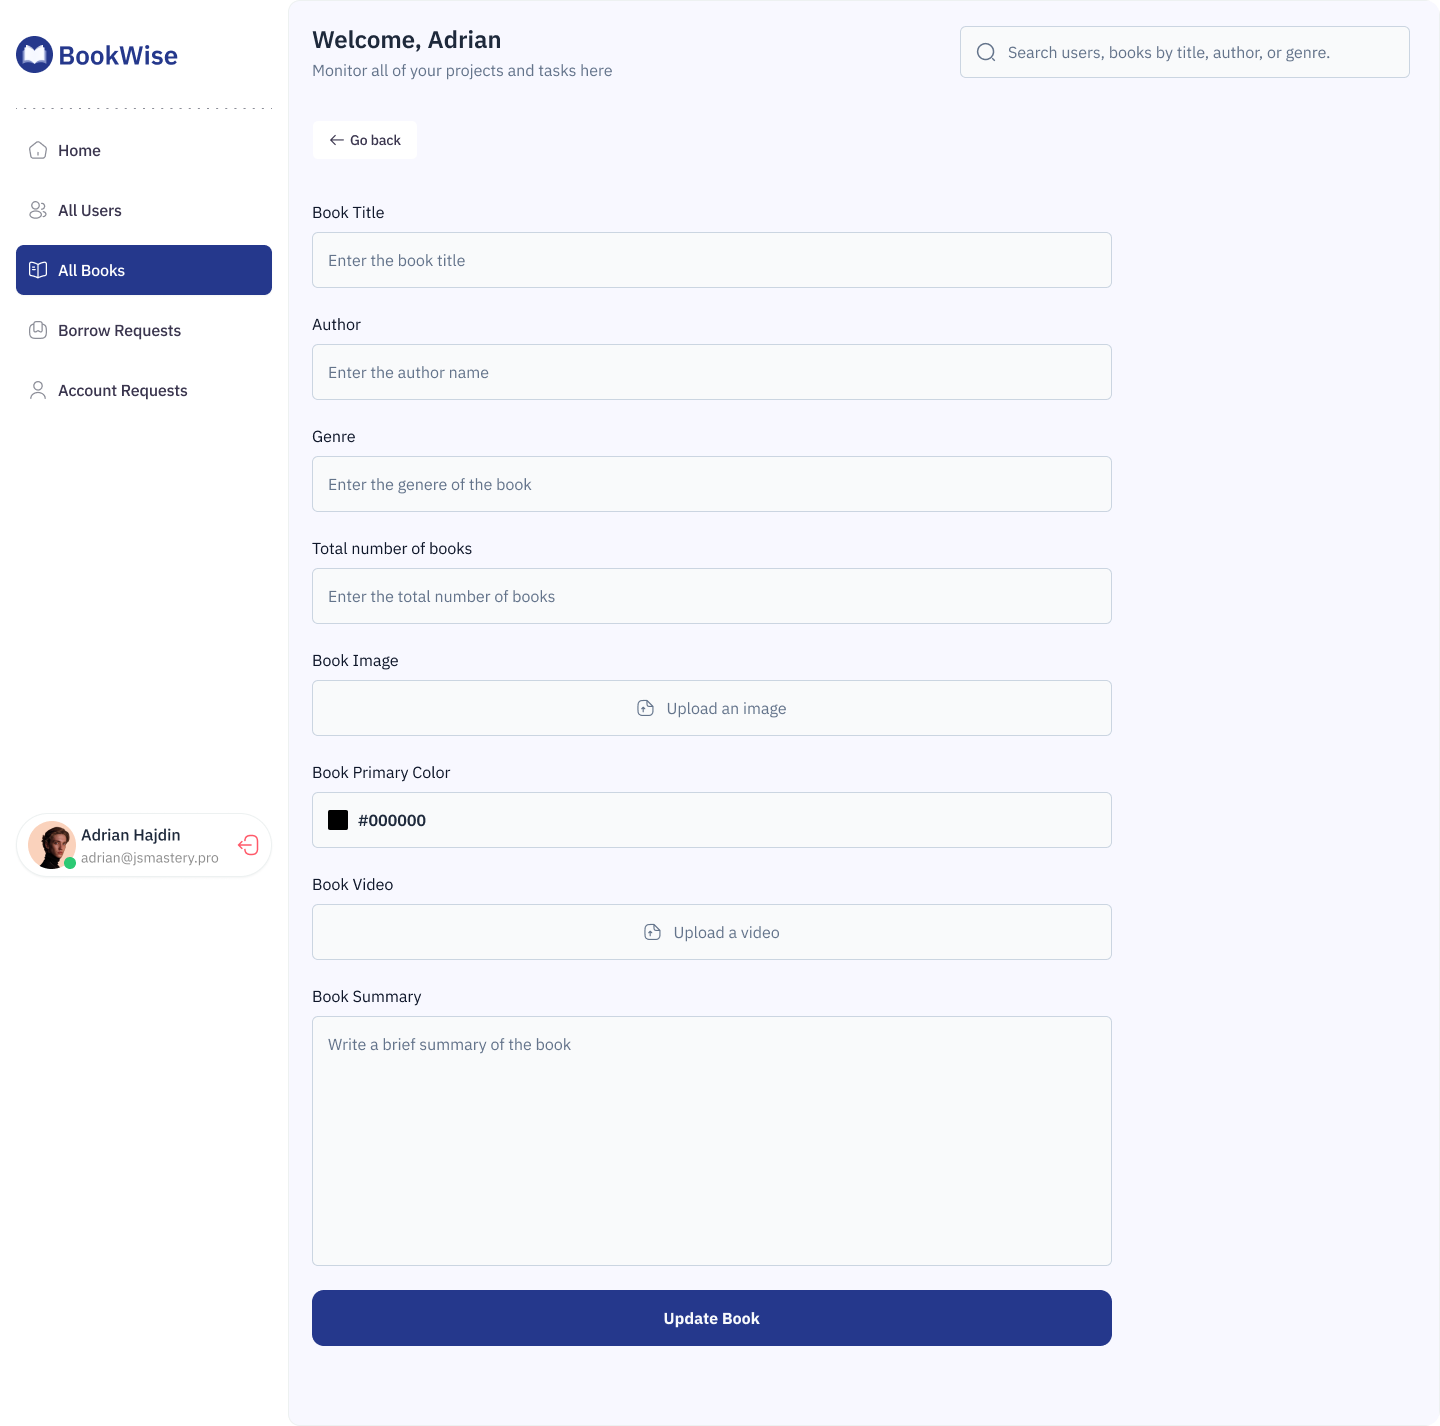 BookWise
Home
All Users
All Books
Borrow Requests
Account Requests
Adrian Hajdin
adrian@jsmastery.pro
Welcome, Adrian
Monitor all of your projects and tasks here
Search users, books by title, author, or genre.
Go back
Book Title
Enter the book title
Author
Enter the author name
Genre
Enter the genere of the book
Total number of books
Enter the total number of books
Book Image
Upload an image
Book Primary Color
#000000
Book Video
Upload a video
Book Summary
Write a brief summary of the book
Update Book